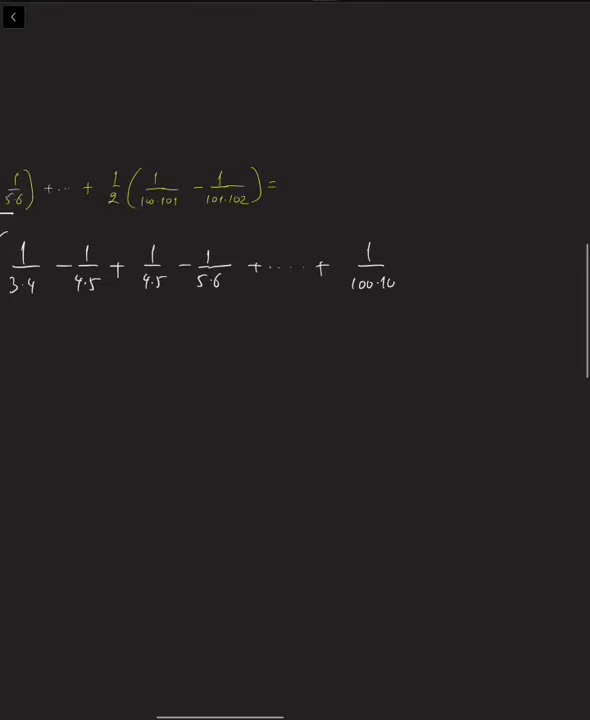 1/5·6) + ... + 1/2 (1/100·101 - 1/101·102) =
1/3·4 - 1/4·5 + 1/4·5 - 1/5·6 + .... + 1/100·10